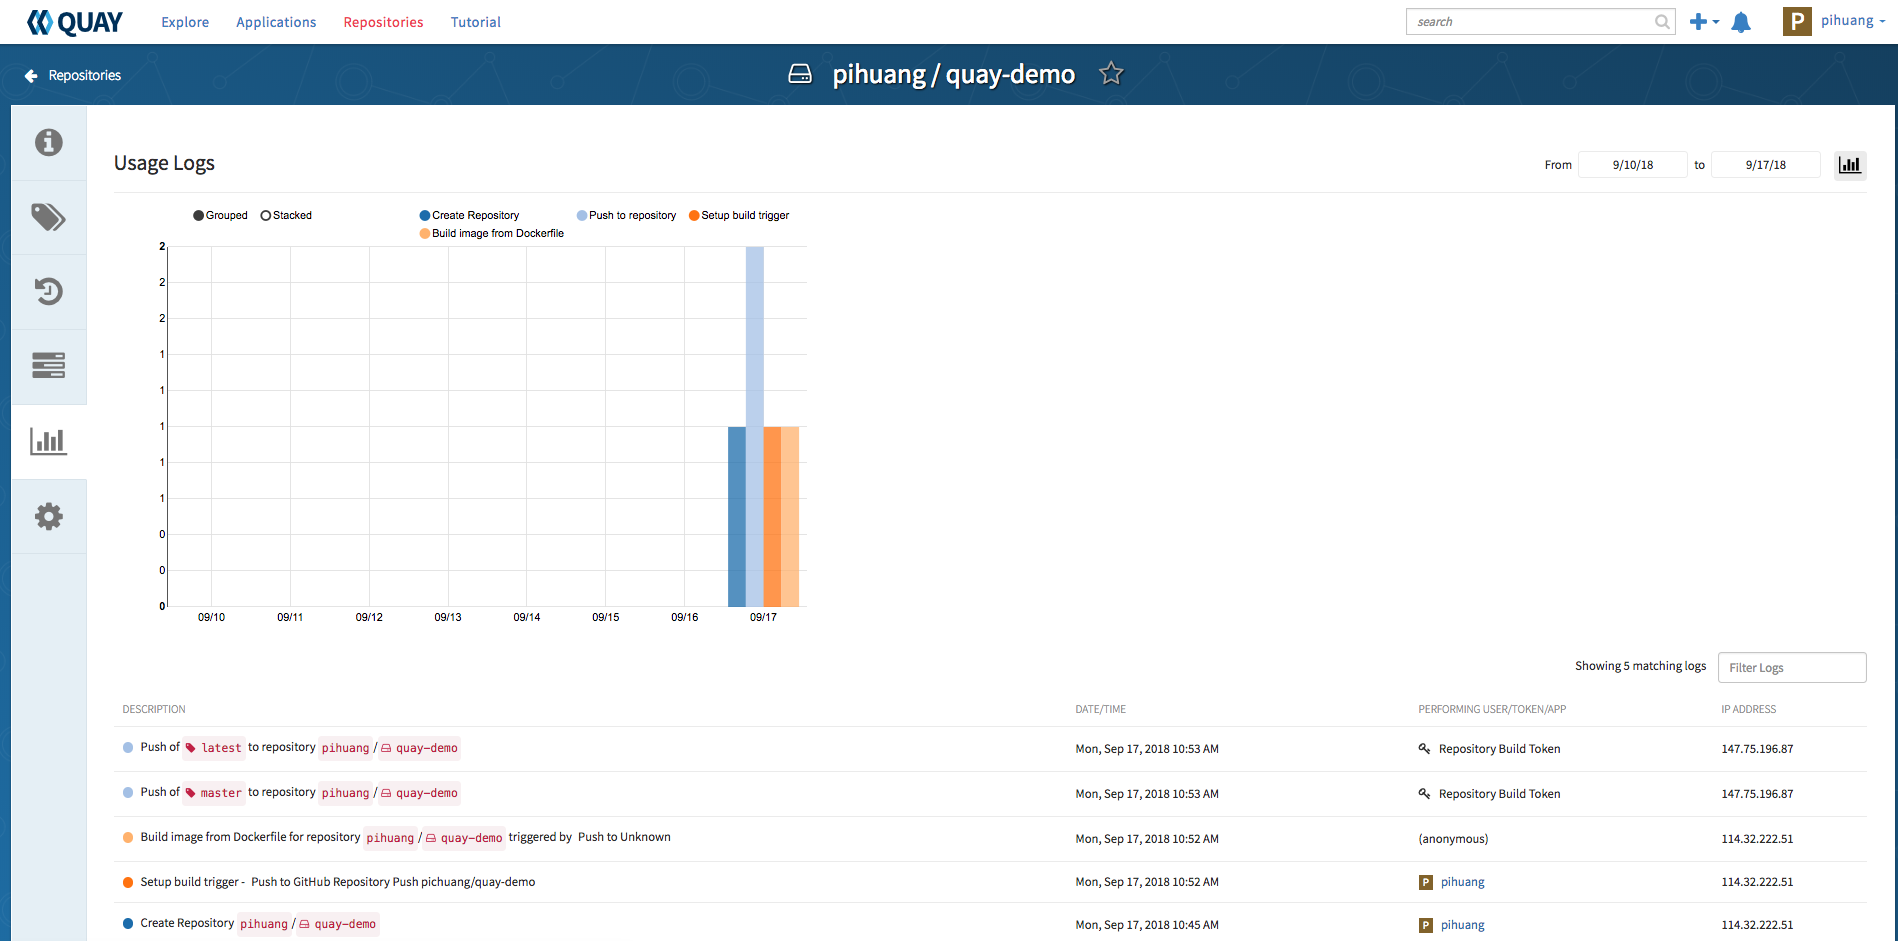 QUAY Explore Applications Repositories Tutorial search P pihuang
Repositories pihuang / quay-demo
Usage Logs From 9/10/18 to 9/17/18
Grouped Stacked Create Repository Push to repository Setup build trigger
Build image from Dockerfile
2
2
2
1
1
1
1
1
0
0
0
09/10 09/11 09/12 09/13 09/14 09/15 09/16 09/17
Showing 5 matching logs Filter Logs
DESCRIPTION DATE/TIME PERFORMING USER/TOKEN/APP IP ADDRESS
Push of latest to repository pihuang / quay-demo Mon, Sep 17, 2018 10:53 AM Repository Build Token 147.75.196.87
Push of master to repository pihuang / quay-demo Mon, Sep 17, 2018 10:53 AM Repository Build Token 147.75.196.87
Build image from Dockerfile for repository pihuang / quay-demo triggered by Push to Unknown Mon, Sep 17, 2018 10:52 AM (anonymous) 114.32.222.51
Setup build trigger - Push to GitHub Repository Push pichuang/quay-demo Mon, Sep 17, 2018 10:52 AM P pihuang 114.32.222.51
Create Repository pihuang / quay-demo Mon, Sep 17, 2018 10:45 AM P pihuang 114.32.222.51